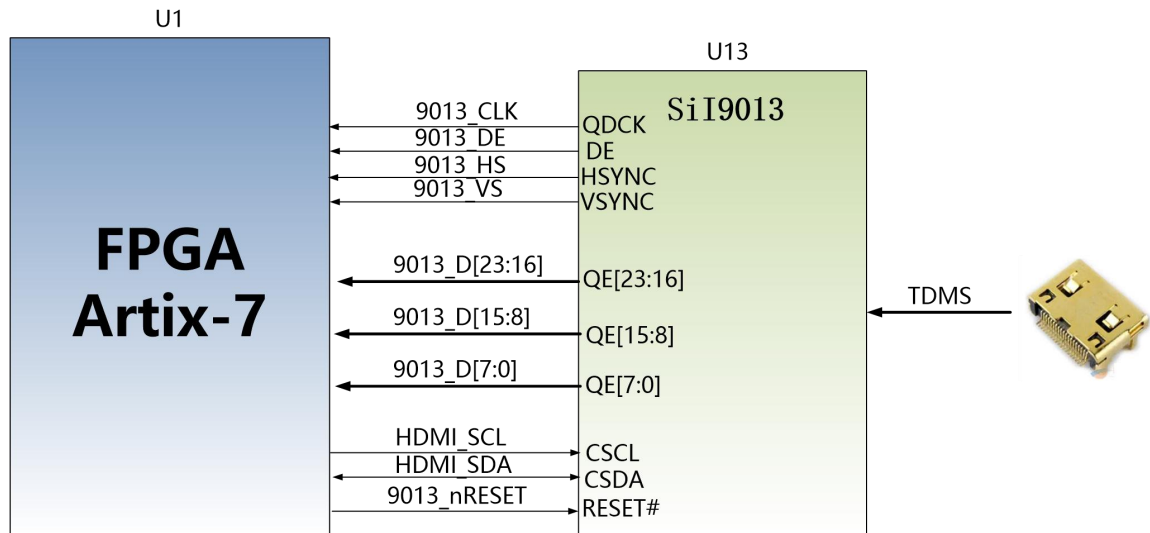 U1
U13
SiI9013
FPGA
Artix-7
9013_CLK
QDCK
9013_DE
DE
9013_HS
HSYNC
9013_VS
VSYNC
9013_D[23:16]
QE[23:16]
9013_D[15:8]
QE[15:8]
9013_D[7:0]
QE[7:0]
HDMI_SCL
CSCL
HDMI_SDA
CSDA
9013_nRESET
RESET#
TDMS